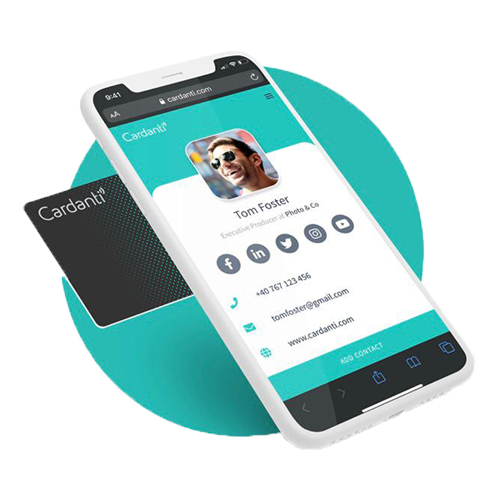 9:41
AA
cardanti.com
Cardanti
Tom Foster
Executive Producer at Photo & Co
+40 767 123 456
tomfoster@gmail.com
www.cardanti.com
ADD CONTACT
Cardanti